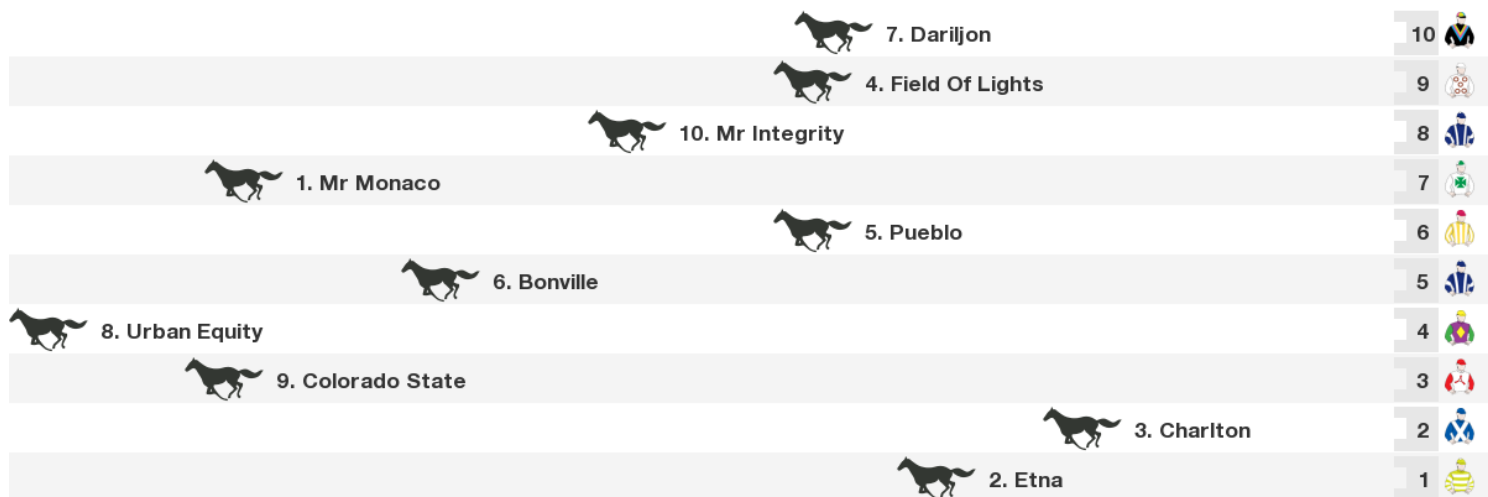 7. Dariljon 10
4. Field Of Lights 9
10. Mr Integrity 8
1. Mr Monaco 7
5. Pueblo 6
6. Bonville 5
8. Urban Equity 4
9. Colorado State 3
3. Charlton 2
2. Etna 1